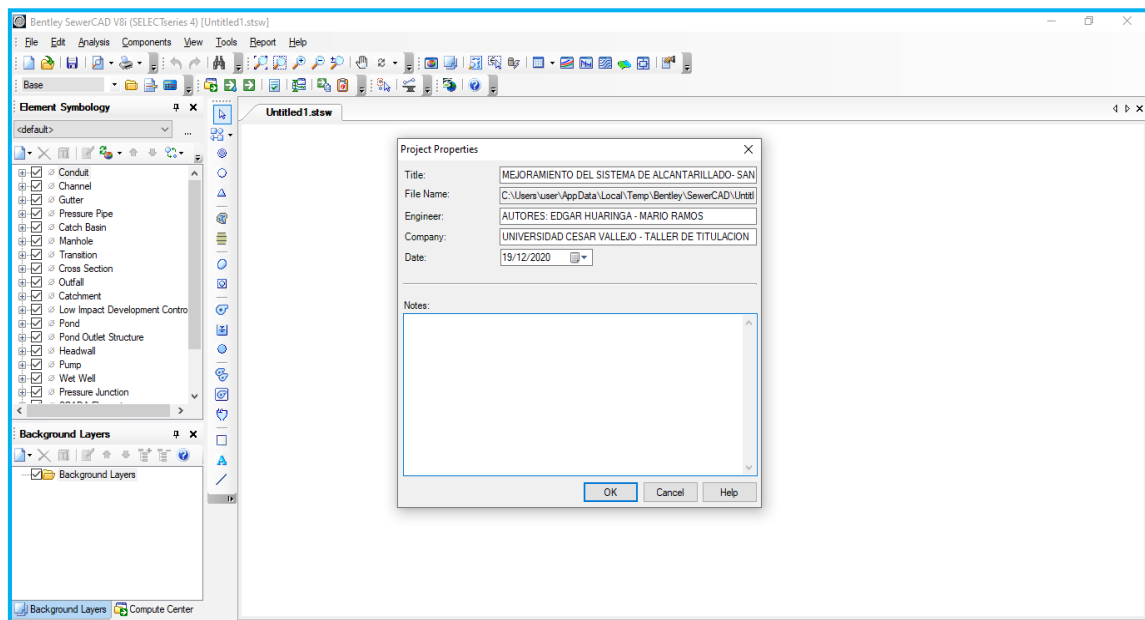 Bentley SewerCAD V8i (SELECTseries 4) [Untitled1.stsw]
File Edit Analysis Components View Tools Report Help
Base
Element Symbology
Untitled1.stsw
<default>
...
Conduit
Channel
Gutter
Pressure Pipe
Catch Basin
Manhole
Transition
Cross Section
Outfall
Catchment
Low Impact Development Contro
Pond
Pond Outlet Structure
Headwall
Pump
Wet Well
Pressure Junction
Background Layers
Background Layers
Background Layers Compute Center
Project Properties
Title: MEJORAMIENTO DEL SISTEMA DE ALCANTARILLADO- SAN
File Name: C:\Users\user\AppData\Local\Temp\Bentley\SewerCAD\Untitl
Engineer: AUTORES: EDGAR HUARINGA - MARIO RAMOS
Company: UNIVERSIDAD CESAR VALLEJO - TALLER DE TITULACION
Date: 19/12/2020
Notes:
OK Cancel Help